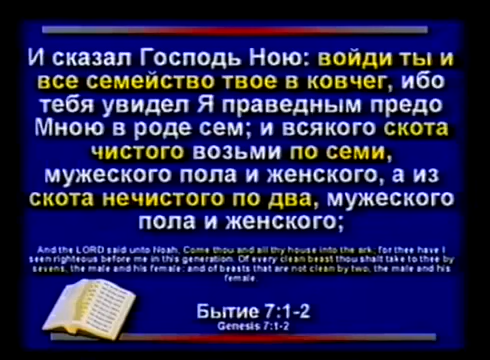 И сказал Господь Ною: войди ты и
все семейство твое в ковчег, ибо
тебя увидел Я праведным предо
Мною в роде сем; и всякого скота
чистого возьми по семи,
мужеского пола и женского, а из
скота нечистого по два, мужеского
пола и женского;
And the LORD said unto Noah, Come thou and all thy house into the ark; for thee have I
seen righteous before me in this generation. Of every clean beast thou shalt take to thee by
sevens, the male and his female: and of beasts that are not clean by two, the male and his
female.
Бытие 7:1-2
Genesis 7:1-2